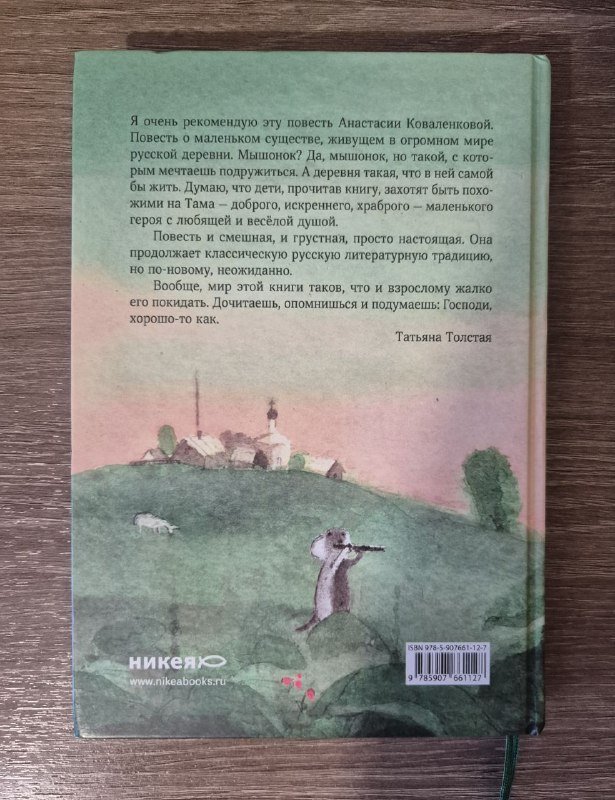 Я очень рекомендую эту повесть Анастасии Коваленковой.
Повесть о маленьком существе, живущем в огромном мире
русской деревни. Мышонок? Да, мышонок, но такой, с кото-
рым мечтаешь подружиться. А деревня такая, что в ней самой
бы жить. Думаю, что дети, прочитав книгу, захотят быть похо-
жими на Тама — доброго, искреннего, храброго — маленького
героя с любящей и весёлой душой.
Повесть и смешная, и грустная, просто настоящая. Она
продолжает классическую русскую литературную традицию,
но по-новому, неожиданно.
Вообще, мир этой книги таков, что и взрослому жалко
его покидать. Дочитаешь, опомнишься и подумаешь: Господи,
хорошо-то как.
Татьяна Толстая
никея
www.nikeabooks.ru
ISBN 978-5-907661-12-7
9 785907 661127